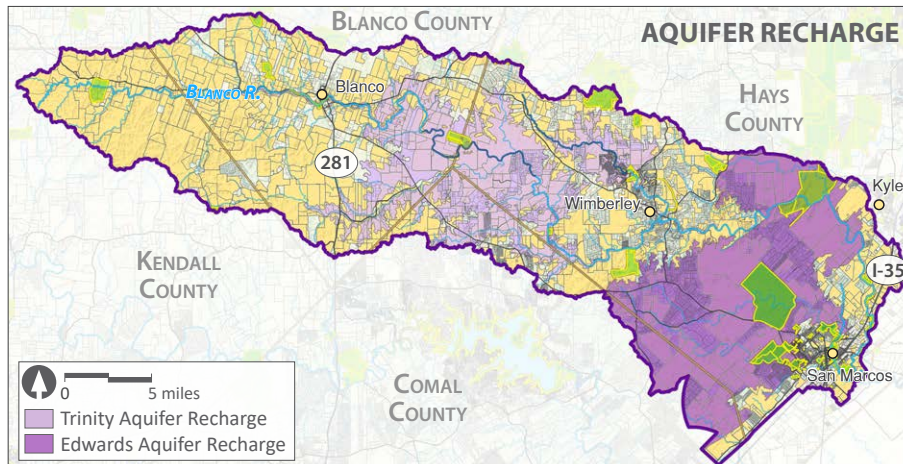 BLANCO COUNTY
AQUIFER RECHARGE
BLANCO R.
Blanco
HAYS
COUNTY
281
Kyle
Wimberley
KENDALL
COUNTY
I-35
San Marcos
COMAL
COUNTY
0 5 miles
Trinity Aquifer Recharge
Edwards Aquifer Recharge